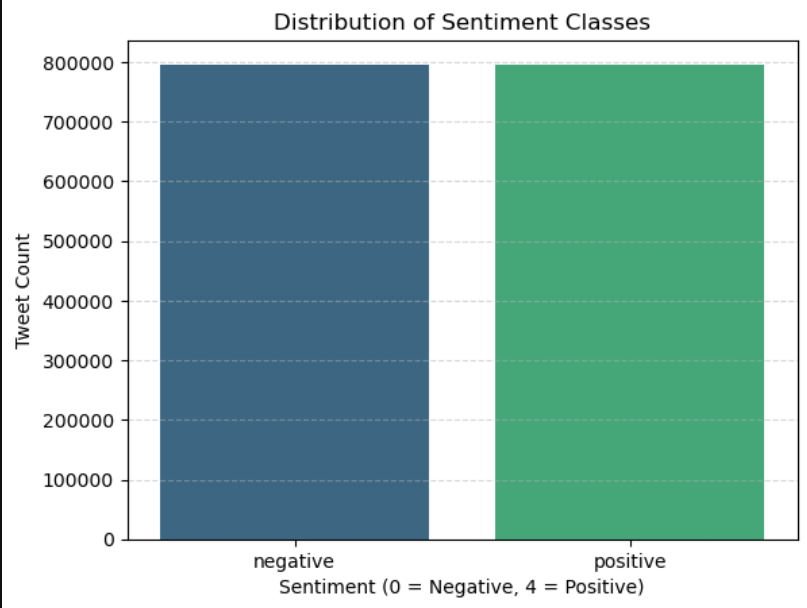 Distribution of Sentiment Classes
800000
700000
600000
500000
400000
300000
200000
100000
0
Tweet Count
negative positive
Sentiment (0 = Negative, 4 = Positive)